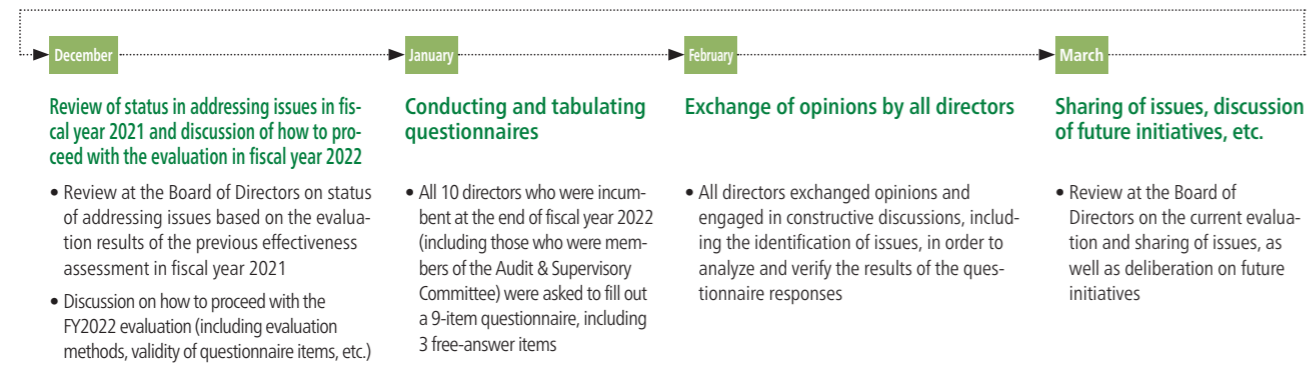 December
Review of status in addressing issues in fis-
cal year 2021 and discussion of how to pro-
ceed with the evaluation in fiscal year 2022
• Review at the Board of Directors on status
of addressing issues based on the evalua-
tion results of the previous effectiveness
assessment in fiscal year 2021
• Discussion on how to proceed with the
FY2022 evaluation (including evaluation
methods, validity of questionnaire items, etc.)
January
Conducting and tabulating
questionnaires
• All 10 directors who were incum-
bent at the end of fiscal year 2022
(including those who were mem-
bers of the Audit & Supervisory
Committee) were asked to fill out
a 9-item questionnaire, including
3 free-answer items
February
Exchange of opinions by all directors
• All directors exchanged opinions and
engaged in constructive discussions, includ-
ing the identification of issues, in order to
analyze and verify the results of the ques-
tionnaire responses
March
Sharing of issues, discussion
of future initiatives, etc.
• Review at the Board of
Directors on the current evalua-
tion and sharing of issues, as
well as deliberation on future
initiatives